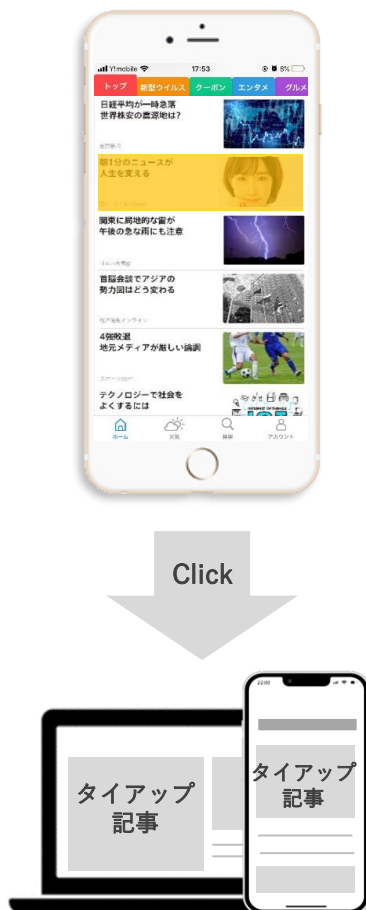 Y!mobile 17:53 8%
トップ 新型ウイルス クーポン エンタメ グルメ
日経平均が一時急落
世界株安の震源地は?
朝1分のニュースが
人生を変える
関東に局地的な雷が
午後の急な雨にも注意
首脳会談でアジアの
勢力図はどう変わる
4強敗退
地元メディアが厳しい論調
テクノロジーで社会を
よくするには
INTERNET OF THINGS
ホーム 天気 検索 アカウント
Click
22:09
タイアップ
記事
タイアップ
記事